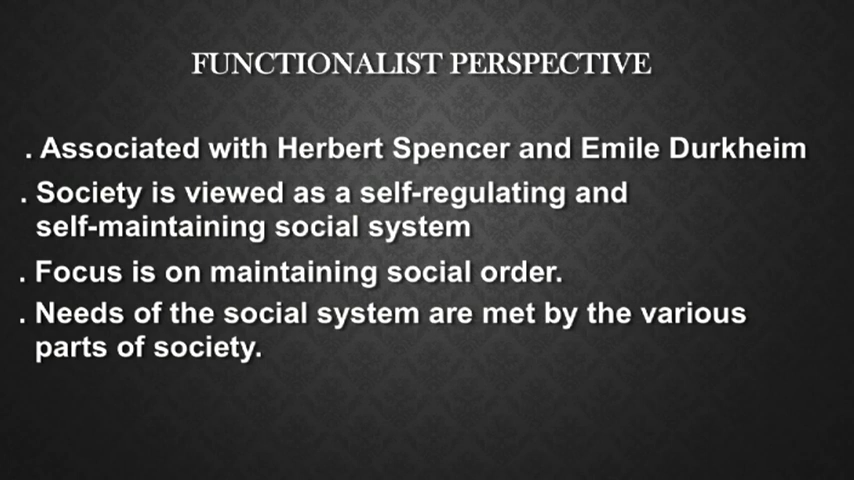 FUNCTIONALIST PERSPECTIVE
. Associated with Herbert Spencer and Emile Durkheim
. Society is viewed as a self-regulating and
self-maintaining social system
. Focus is on maintaining social order.
. Needs of the social system are met by the various
parts of society.